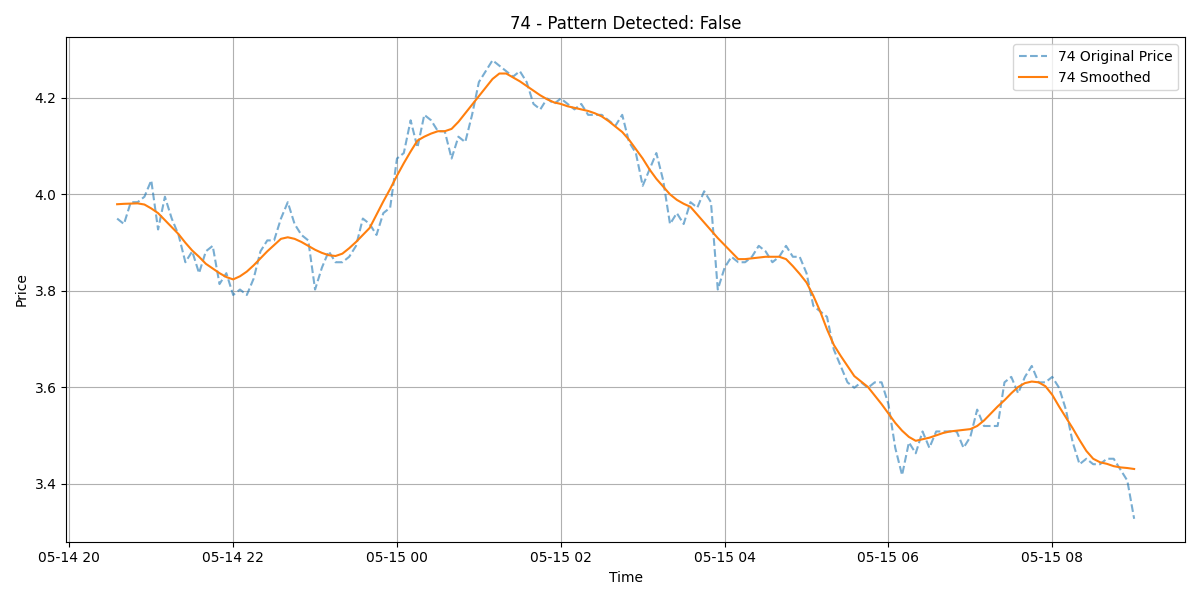 74 - Pattern Detected: False
74 Original Price
74 Smoothed
Price
4.2
4.0
3.8
3.6
3.4
05-14 20
05-14 22
05-15 00
05-15 02
05-15 04
05-15 06
05-15 08
Time